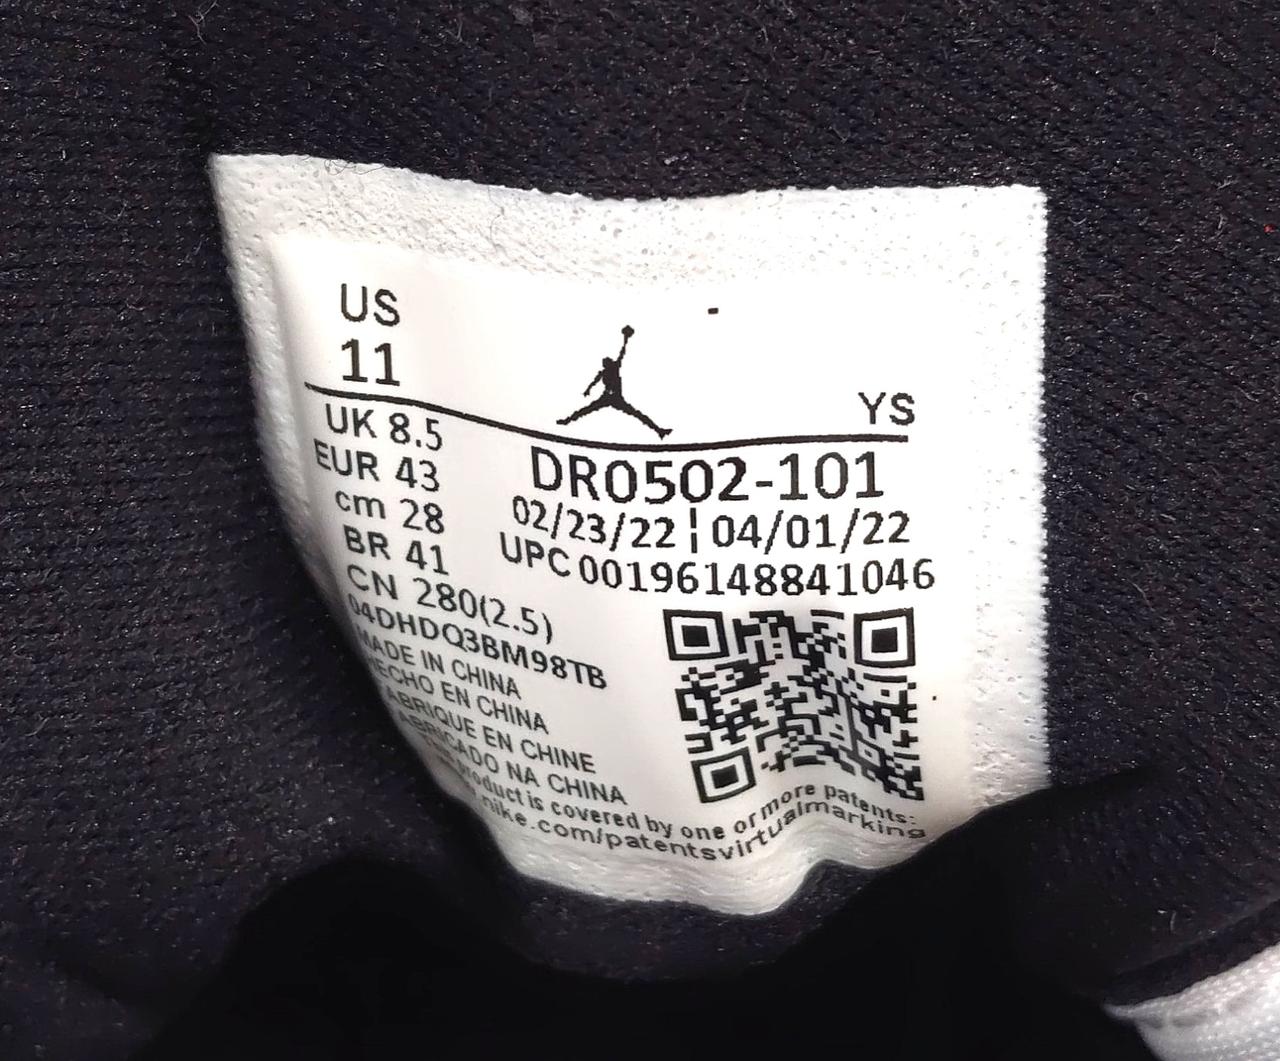 US
11
YS
UK 8.5
EUR 43
cm 28
BR 41
CN 280(2.5)
04DHDQ3BM98TB
MADE IN CHINA
HECHO EN CHINA
FABRIQUE EN CHINE
FABRICADO NA CHINA
DR0502-101
02/23/22 ¦ 04/01/22
UPC 00196148841046
This product is covered by one or more patents:
nike.com/patentsvirtualmarking